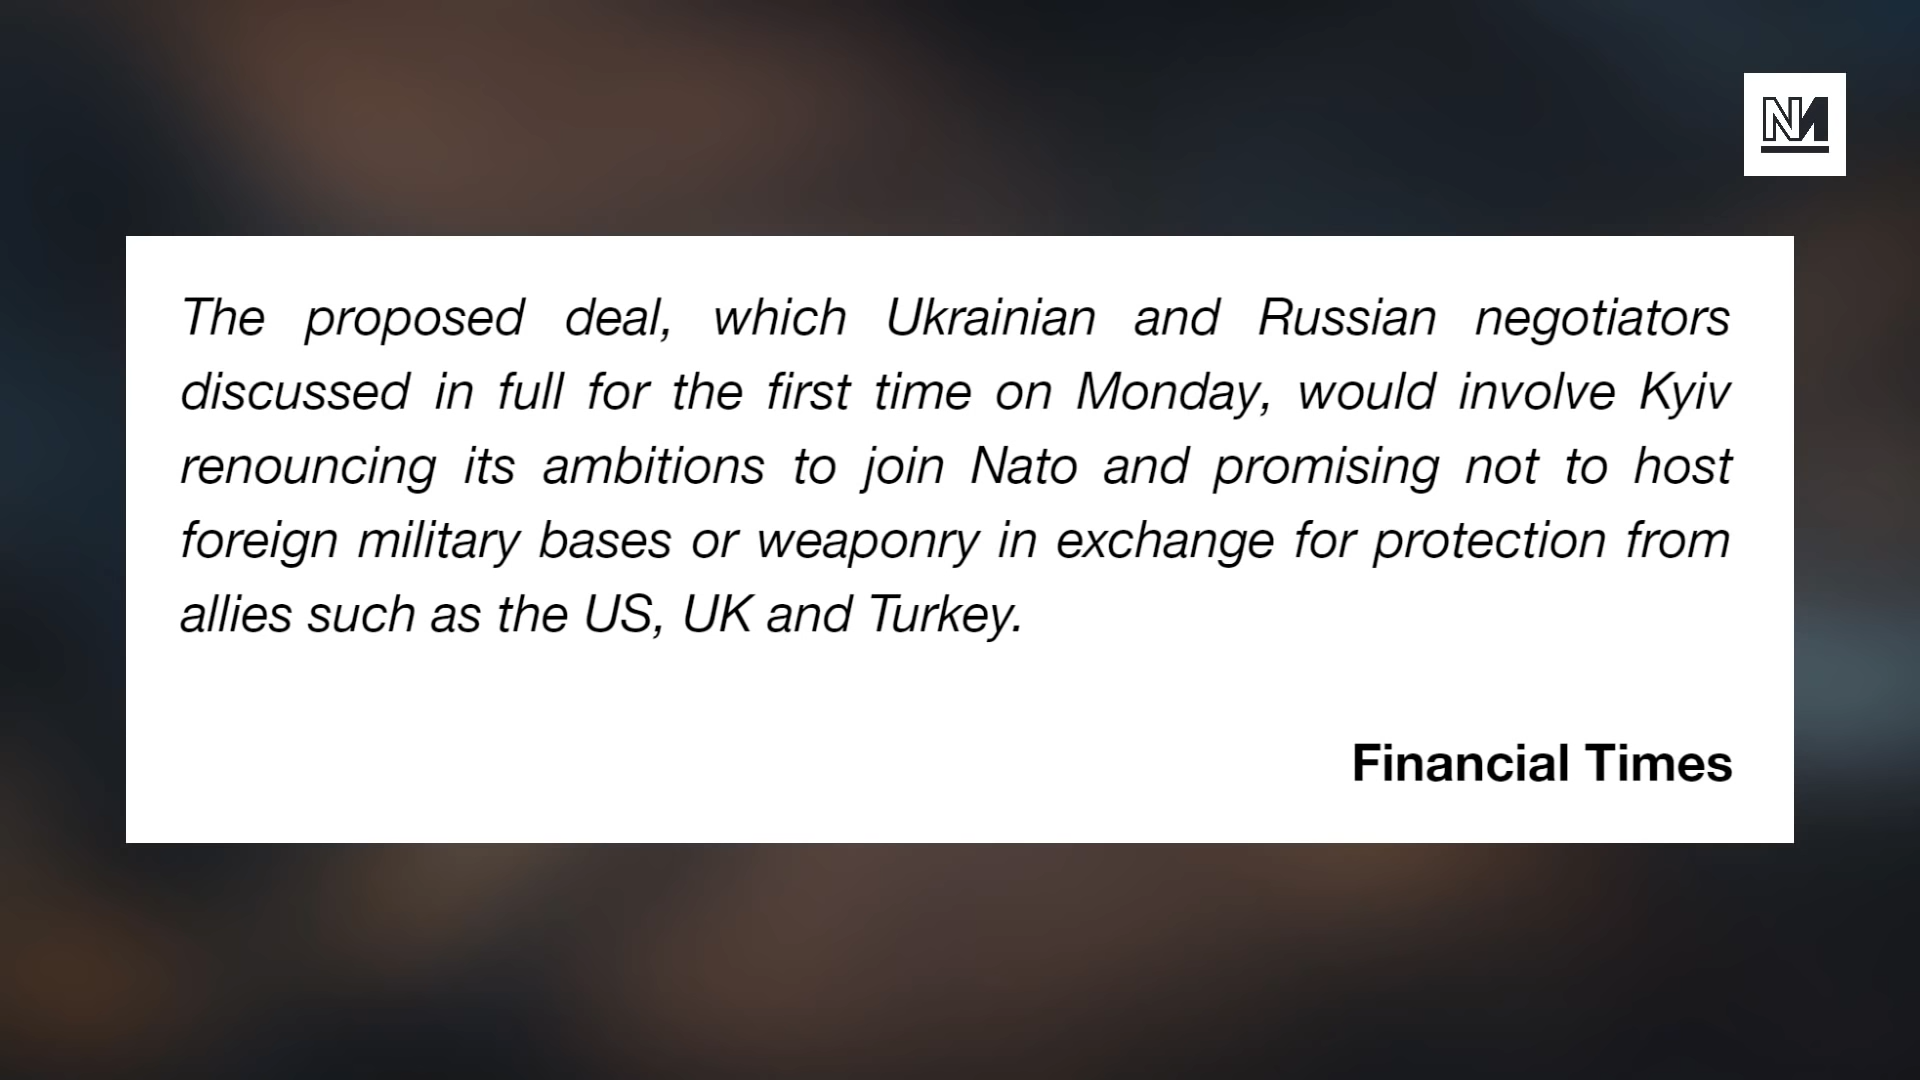 NM
The proposed deal, which Ukrainian and Russian negotiators
discussed in full for the first time on Monday, would involve Kyiv
renouncing its ambitions to join Nato and promising not to host
foreign military bases or weaponry in exchange for protection from
allies such as the US, UK and Turkey.
Financial Times